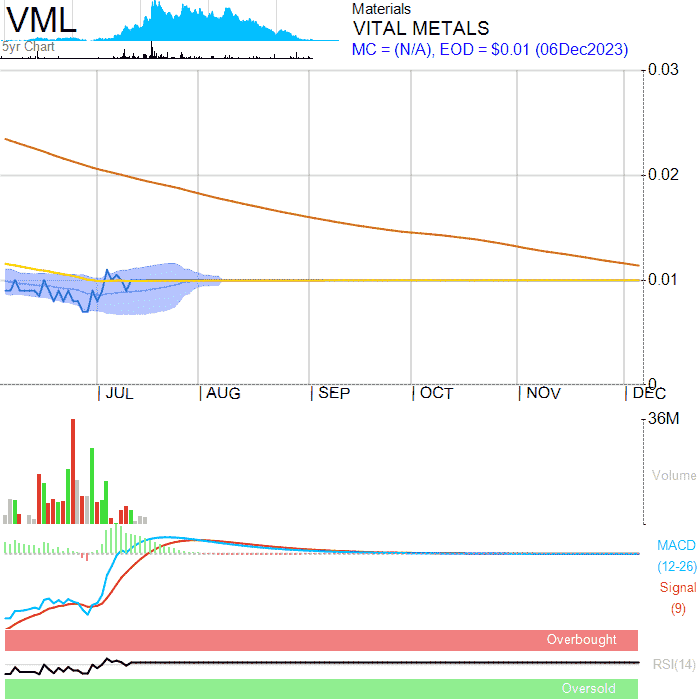 VML
5yr Chart
Materials
VITAL METALS
MC = (N/A), EOD = $0.01 (06Dec2023)
0.03
0.02
0.01
0
JUL AUG SEP OCT NOV DEC
36M
Volume
MACD
(12-26)
Signal
(9)
Overbought
RSI(14)
Oversold